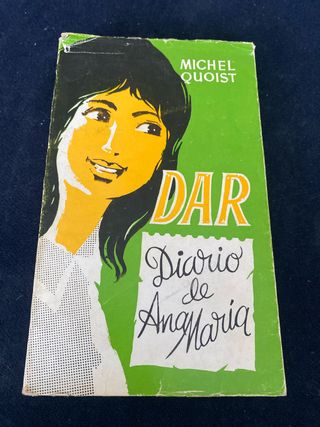 MICHEL
QUOIST
DAR
Diario
de
Ana
María